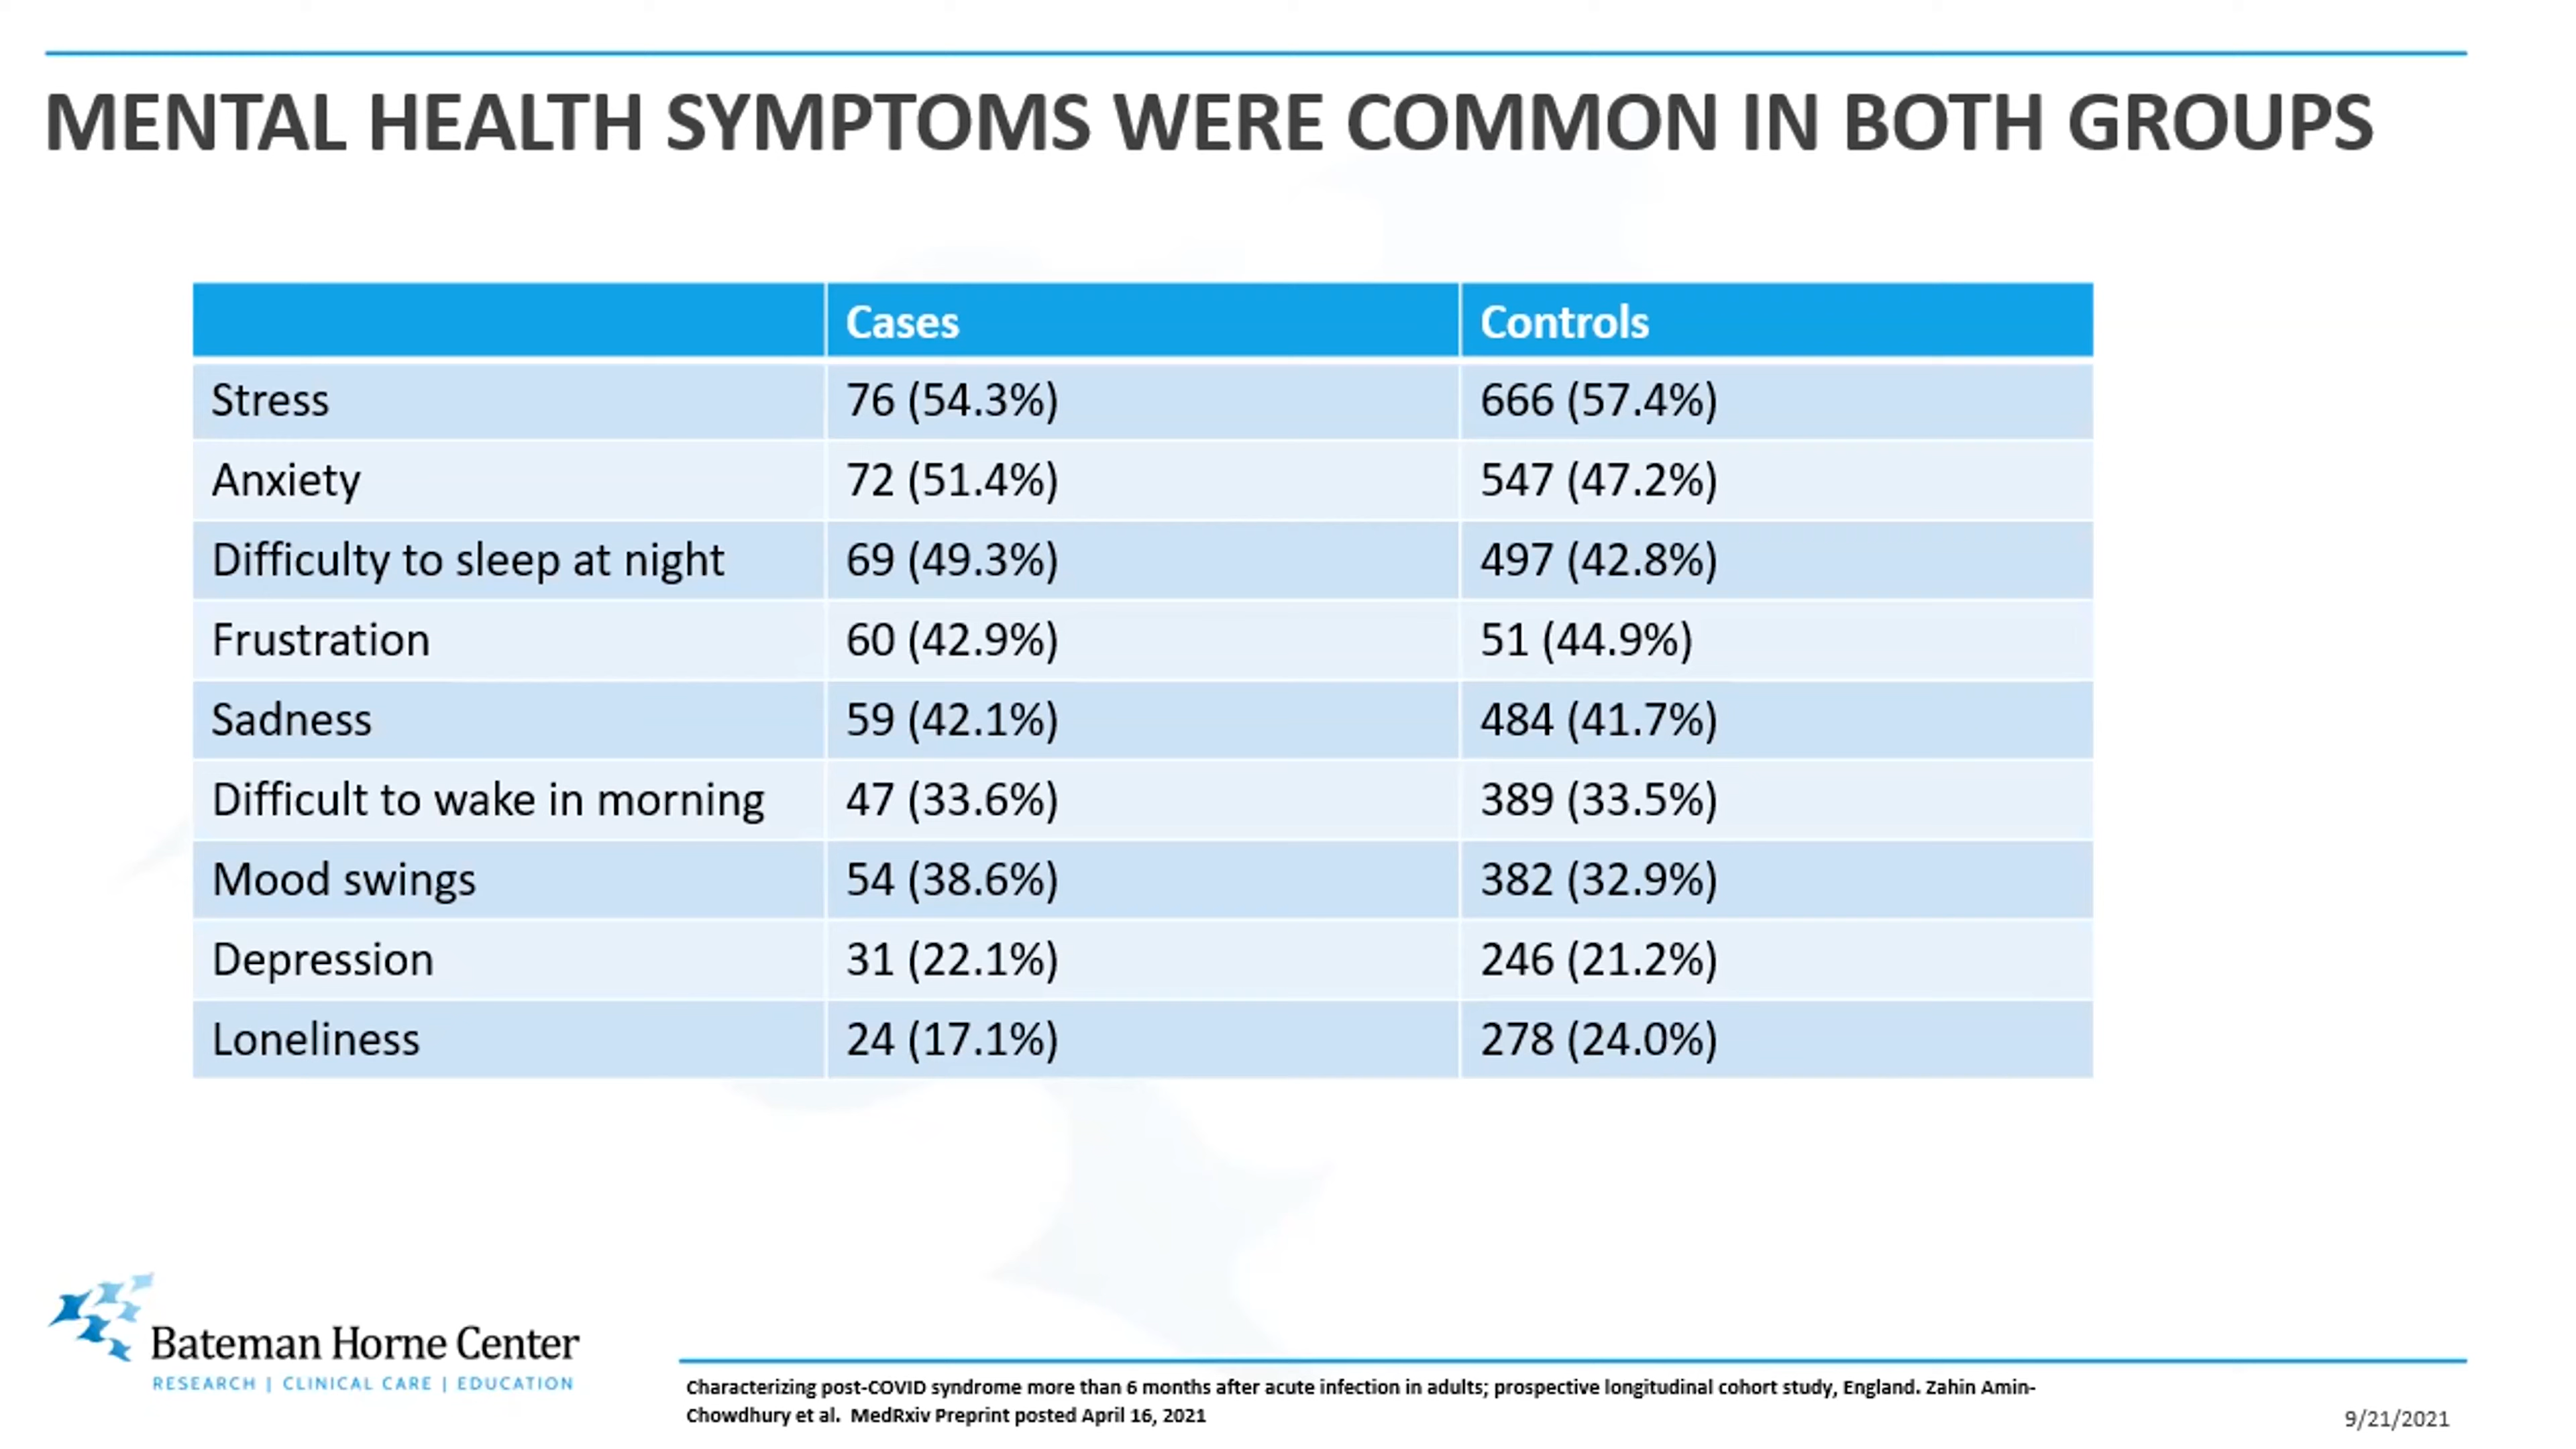 MENTAL HEALTH SYMPTOMS WERE COMMON IN BOTH GROUPS
Cases Controls
Stress 76 (54.3%) 666 (57.4%)
Anxiety 72 (51.4%) 547 (47.2%)
Difficulty to sleep at night 69 (49.3%) 497 (42.8%)
Frustration 60 (42.9%) 51 (44.9%)
Sadness 59 (42.1%) 484 (41.7%)
Difficult to wake in morning 47 (33.6%) 389 (33.5%)
Mood swings 54 (38.6%) 382 (32.9%)
Depression 31 (22.1%) 246 (21.2%)
Loneliness 24 (17.1%) 278 (24.0%)
Bateman Horne Center
RESEARCH | CLINICAL CARE | EDUCATION
Characterizing post-COVID syndrome more than 6 months after acute infection in adults; prospective longitudinal cohort study, England. Zahin Amin-
Chowdhury et al. MedRxiv Preprint posted April 16, 2021
9/21/2021